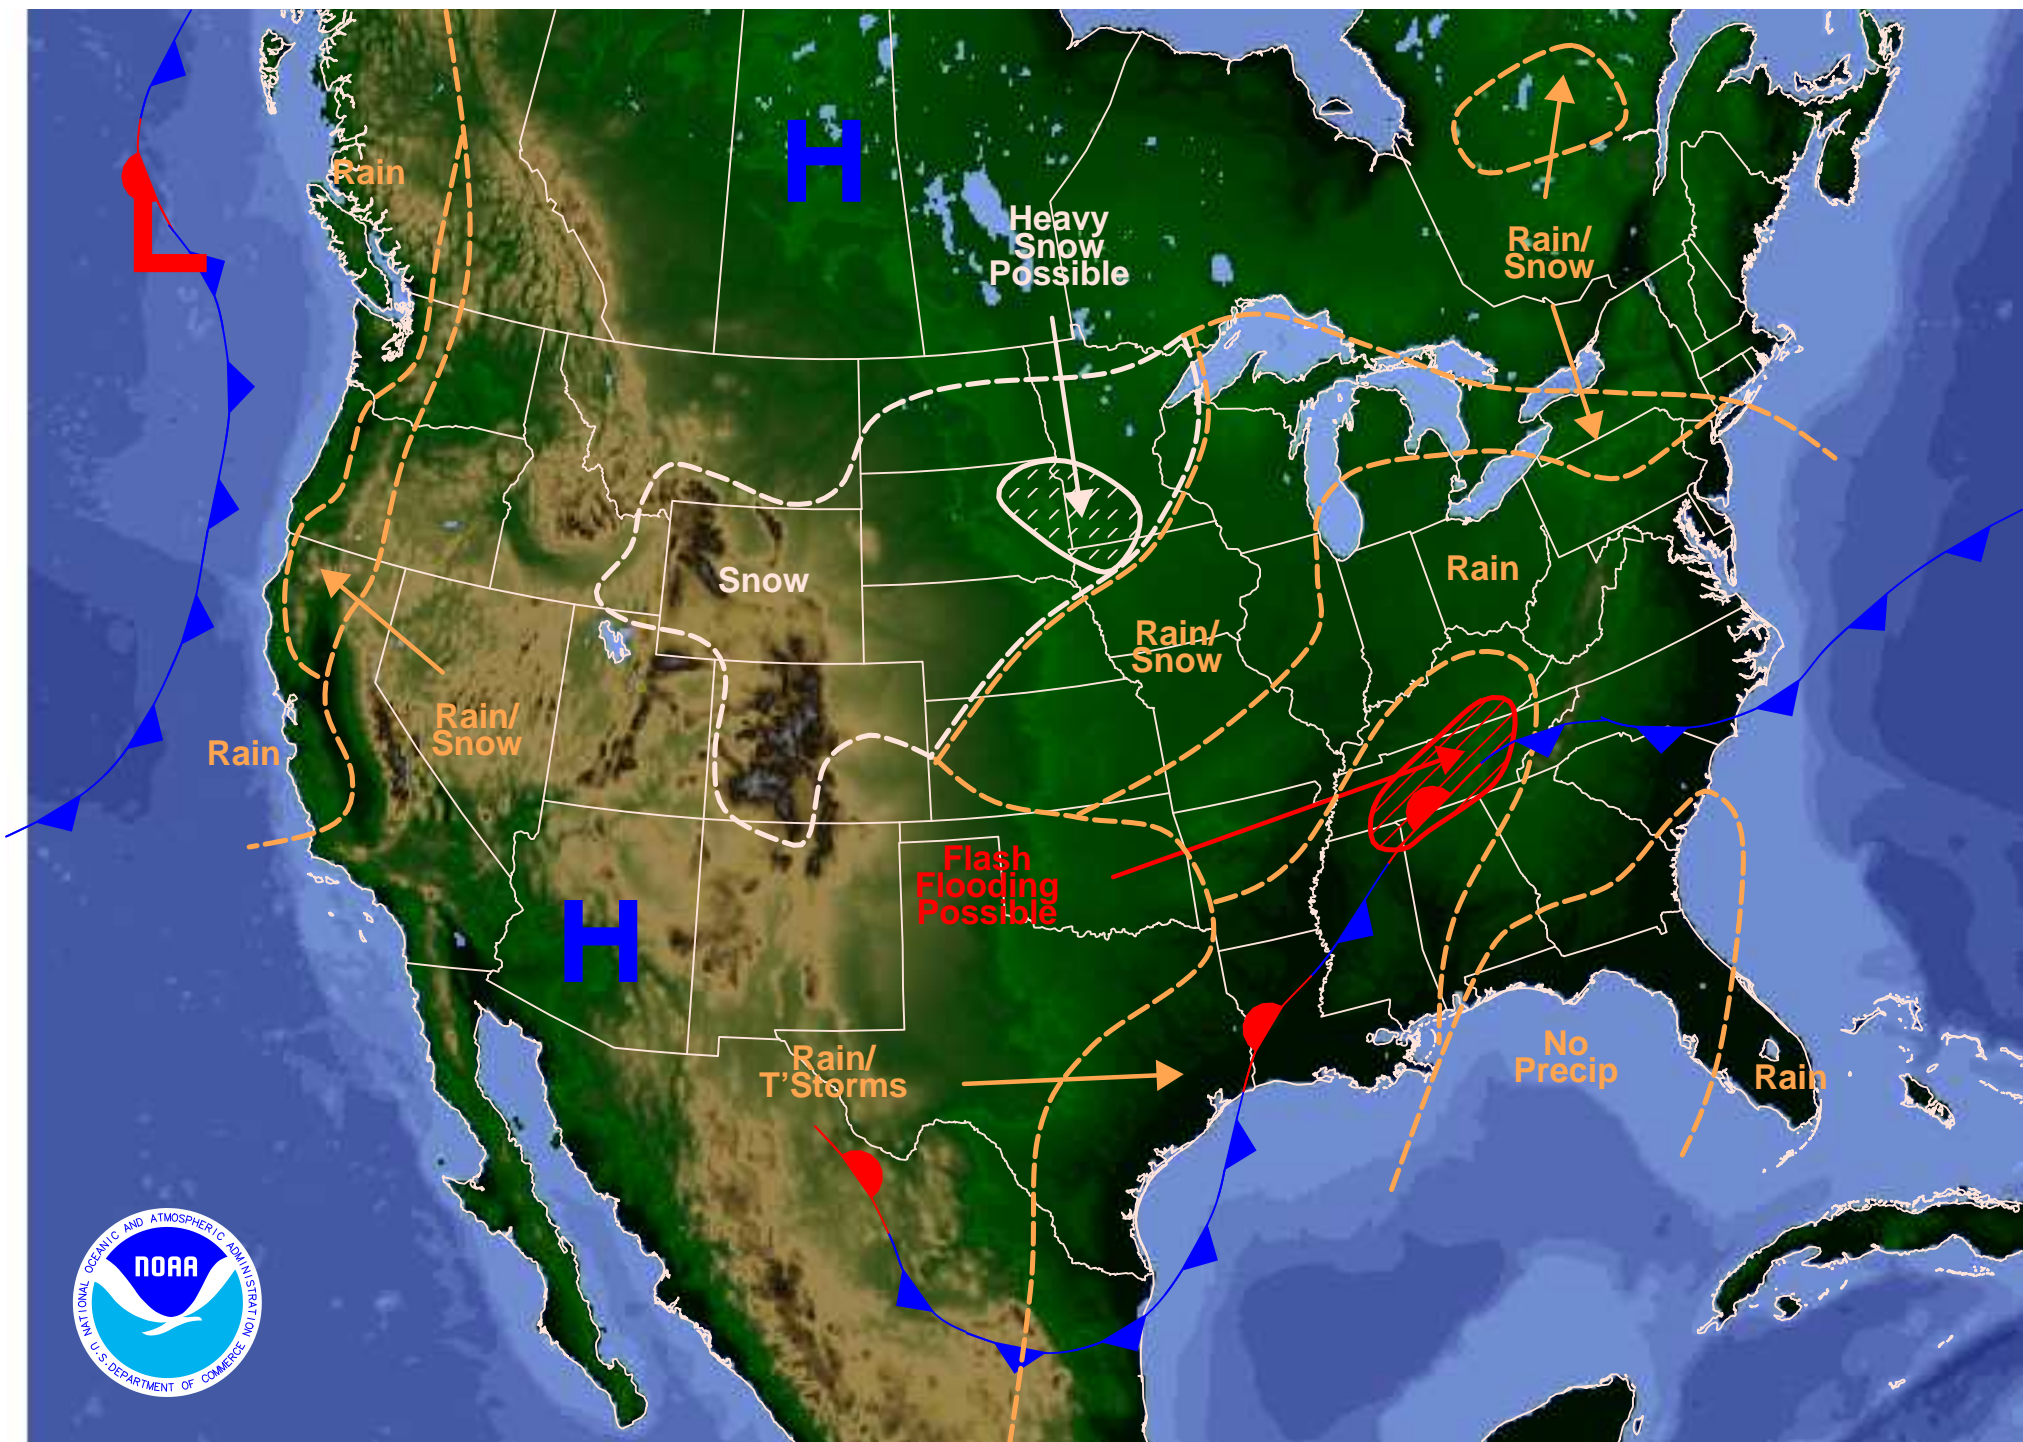 H
Rain
L
Heavy
Snow
Possible
Rain/
Snow
Snow
Rain
Rain/
Snow
Rain/
Snow
Rain
Flash
Flooding
Possible
H
Rain/
T'Storms
No
Precip
Rain
NATIONAL OCEANIC AND ATMOSPHERIC ADMINISTRATION
NOAA
U.S. DEPARTMENT OF COMMERCE